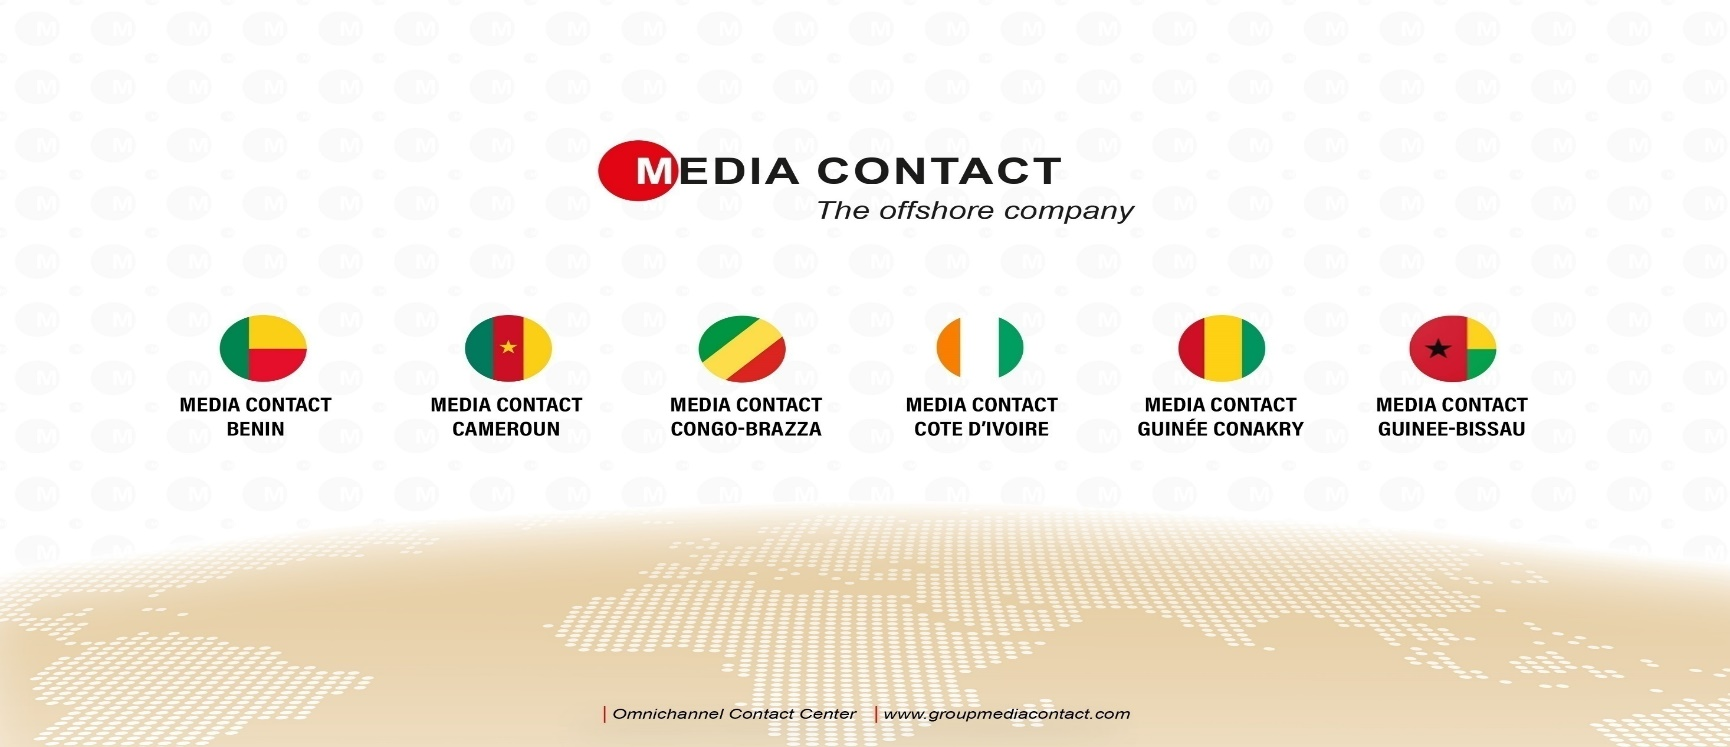 MEDIA CONTACT
The offshore company
MEDIA CONTACT
BENIN
MEDIA CONTACT
CAMEROUN
MEDIA CONTACT
CONGO-BRAZZA
MEDIA CONTACT
COTE D'IVOIRE
MEDIA CONTACT
GUINÉE CONAKRY
MEDIA CONTACT
GUINEE-BISSAU
| Omnichannel Contact Center | www.groupmediacontact.com